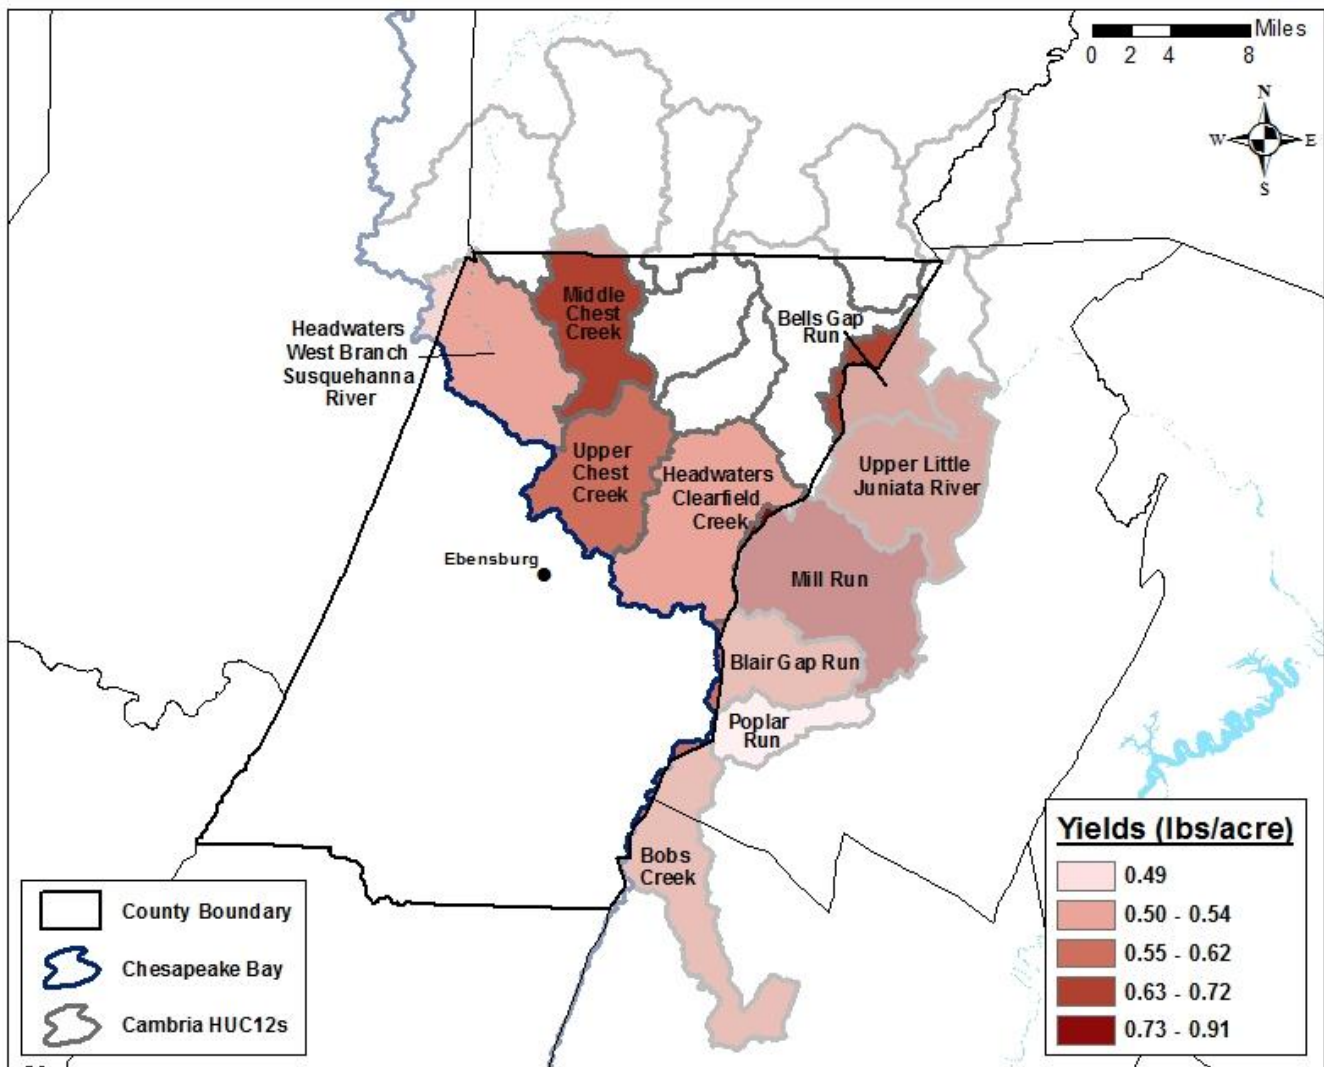 Miles
0 2 4 8
N
W E
S
Middle
Chest
Creek
Bells Gap
Run
Headwaters
West Branch
Susquehanna
River
Upper
Chest
Creek
Headwaters
Clearfield
Creek
Upper Little
Juniata River
Ebensburg
Mill Run
Blair Gap Run
Poplar
Run
Bobs
Creek
Yields (lbs/acre)
0.49
0.50 - 0.54
0.55 - 0.62
0.63 - 0.72
0.73 - 0.91
County Boundary
Chesapeake Bay
Cambria HUC12s